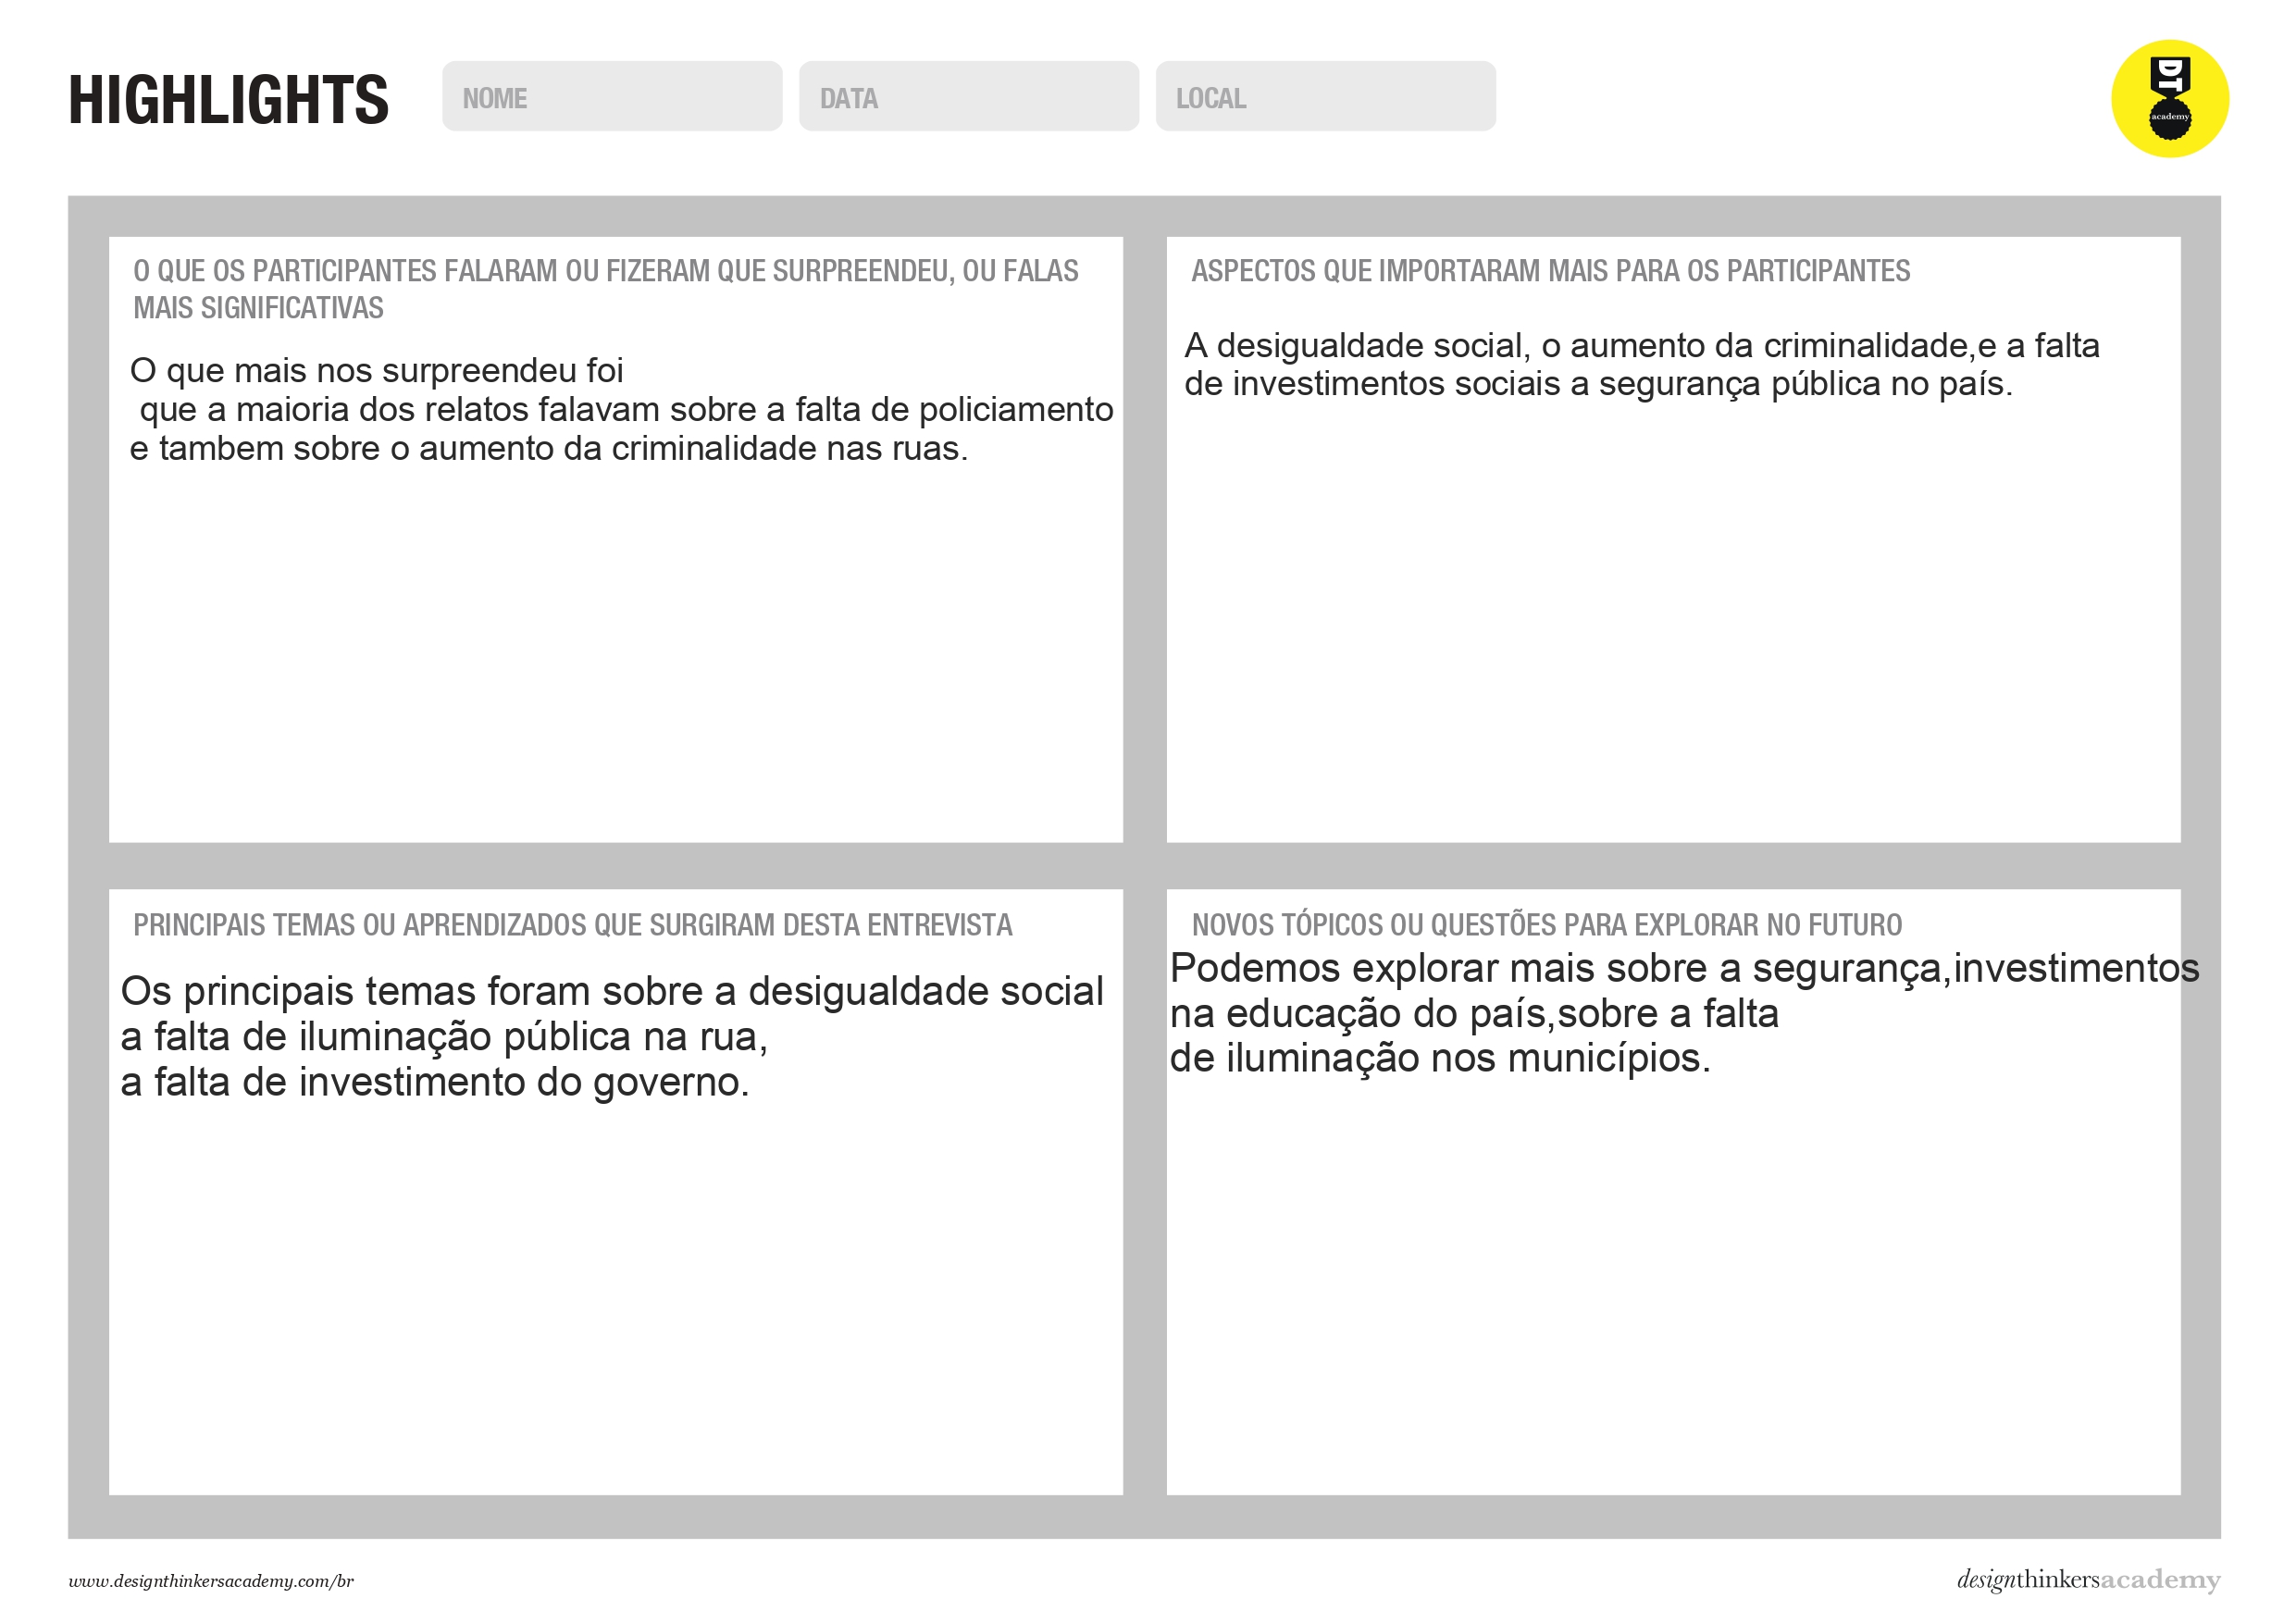 HIGHLIGHTS
NOME
DATA
LOCAL
DT
academy
O QUE OS PARTICIPANTES FALARAM OU FIZERAM QUE SURPREENDEU, OU FALAS
MAIS SIGNIFICATIVAS
O que mais nos surpreendeu foi
que a maioria dos relatos falavam sobre a falta de policiamento
e tambem sobre o aumento da criminalidade nas ruas.
ASPECTOS QUE IMPORTARAM MAIS PARA OS PARTICIPANTES
A desigualdade social, o aumento da criminalidade,e a falta
de investimentos sociais a segurança pública no país.
PRINCIPAIS TEMAS OU APRENDIZADOS QUE SURGIRAM DESTA ENTREVISTA
Os principais temas foram sobre a desigualdade social
a falta de iluminação pública na rua,
a falta de investimento do governo.
NOVOS TÓPICOS OU QUESTÕES PARA EXPLORAR NO FUTURO
Podemos explorar mais sobre a segurança,investimentos
na educação do país,sobre a falta
de iluminação nos municípios.
www.designthinkersacademy.com/br
designthinkersacademy